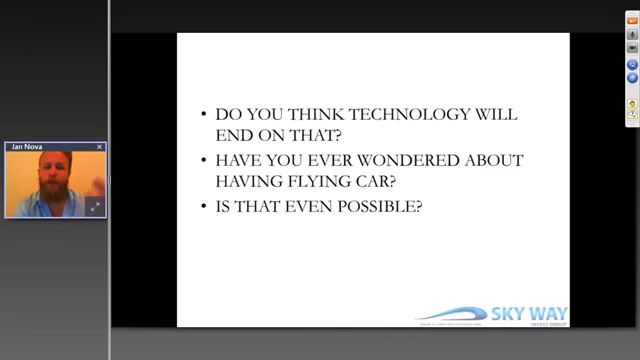 Jan Nova
• DO YOU THINK TECHNOLOGY WILL
END ON THAT?
• HAVE YOU EVER WONDERED ABOUT
HAVING FLYING CAR?
• IS THAT EVEN POSSIBLE?
SKY WAY
INVEST GROUP